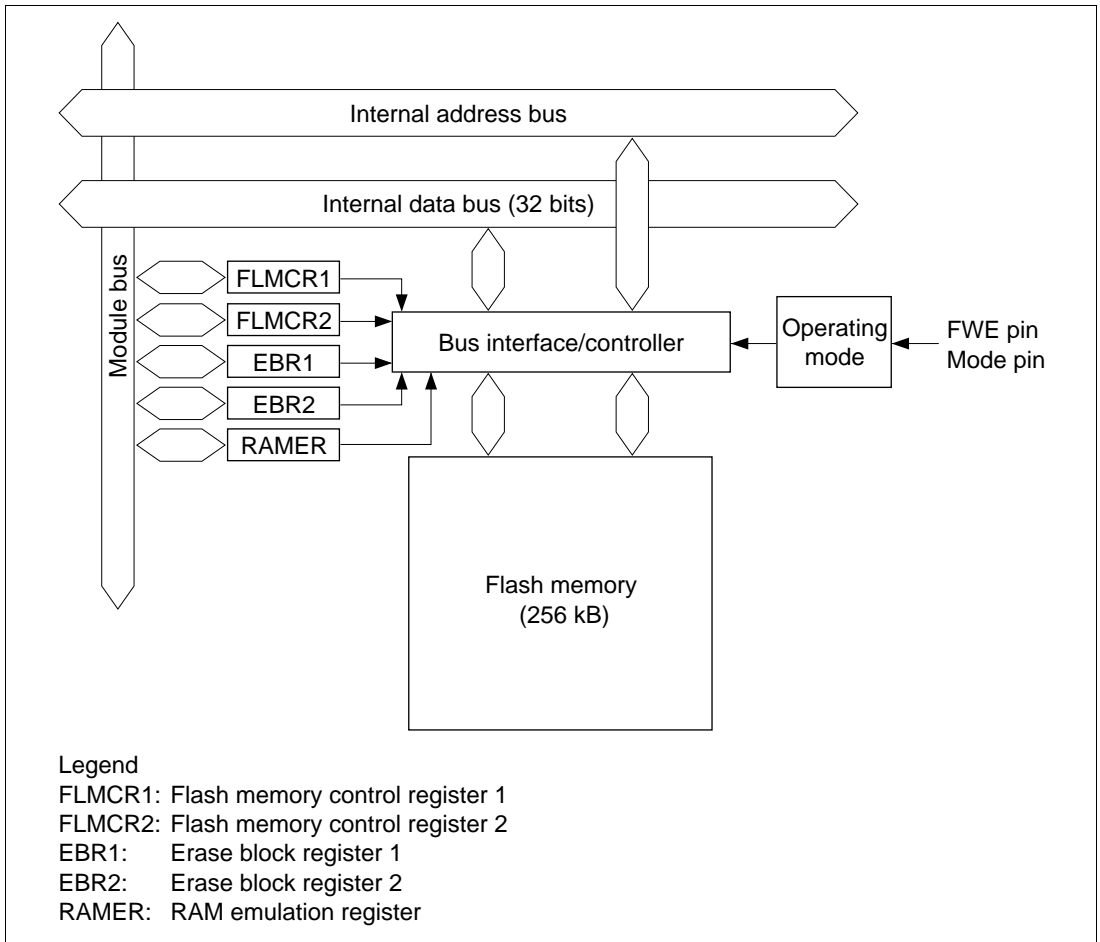 Internal address bus
Internal data bus (32 bits)
Module bus
FLMCR1
FLMCR2
EBR1
EBR2
RAMER
Bus interface/controller
Operating
mode
FWE pin
Mode pin
Flash memory
(256 kB)
Legend
FLMCR1: Flash memory control register 1
FLMCR2: Flash memory control register 2
EBR1: Erase block register 1
EBR2: Erase block register 2
RAMER: RAM emulation register